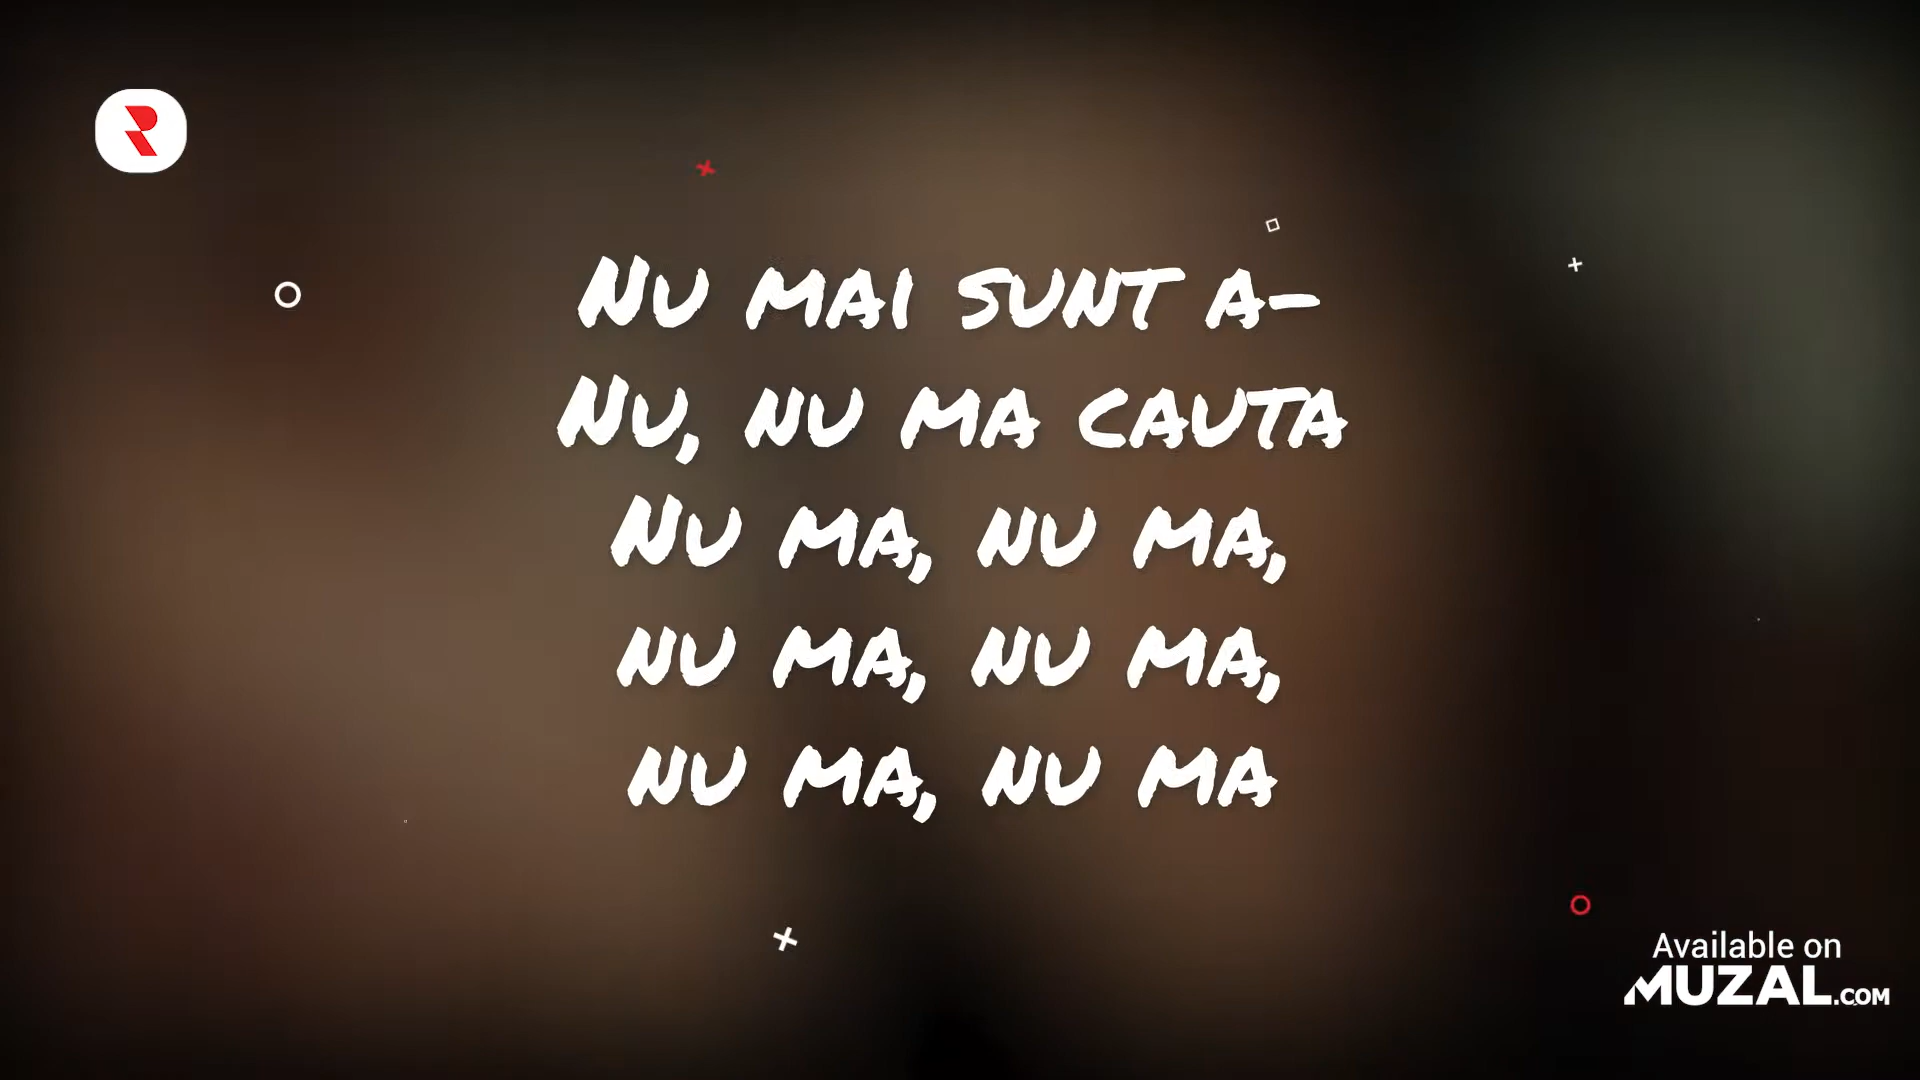 Nu mai sunt a-
Nu, nu ma cauta
Nu ma, nu ma,
nu ma, nu ma,
nu ma, nu ma
Available on
MUZAL.COM